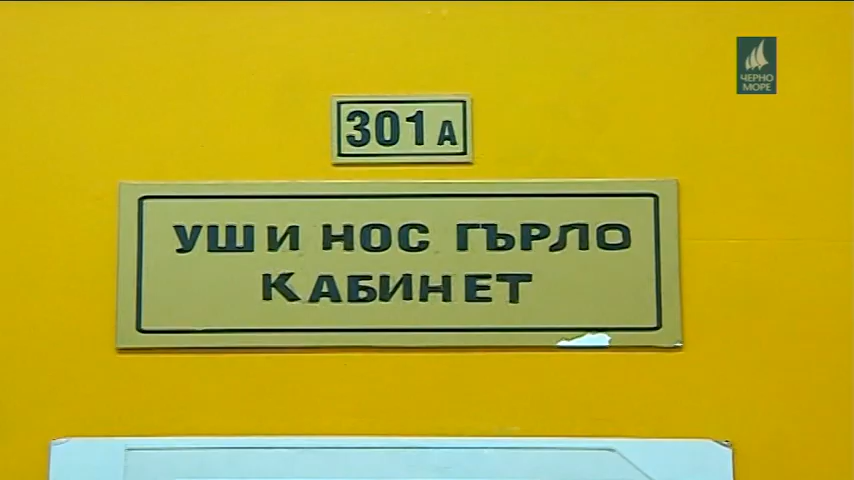 ЧЕРНО
МОРЕ
301 А
УШИ НОС ГЪРЛО
КАБИНЕТ